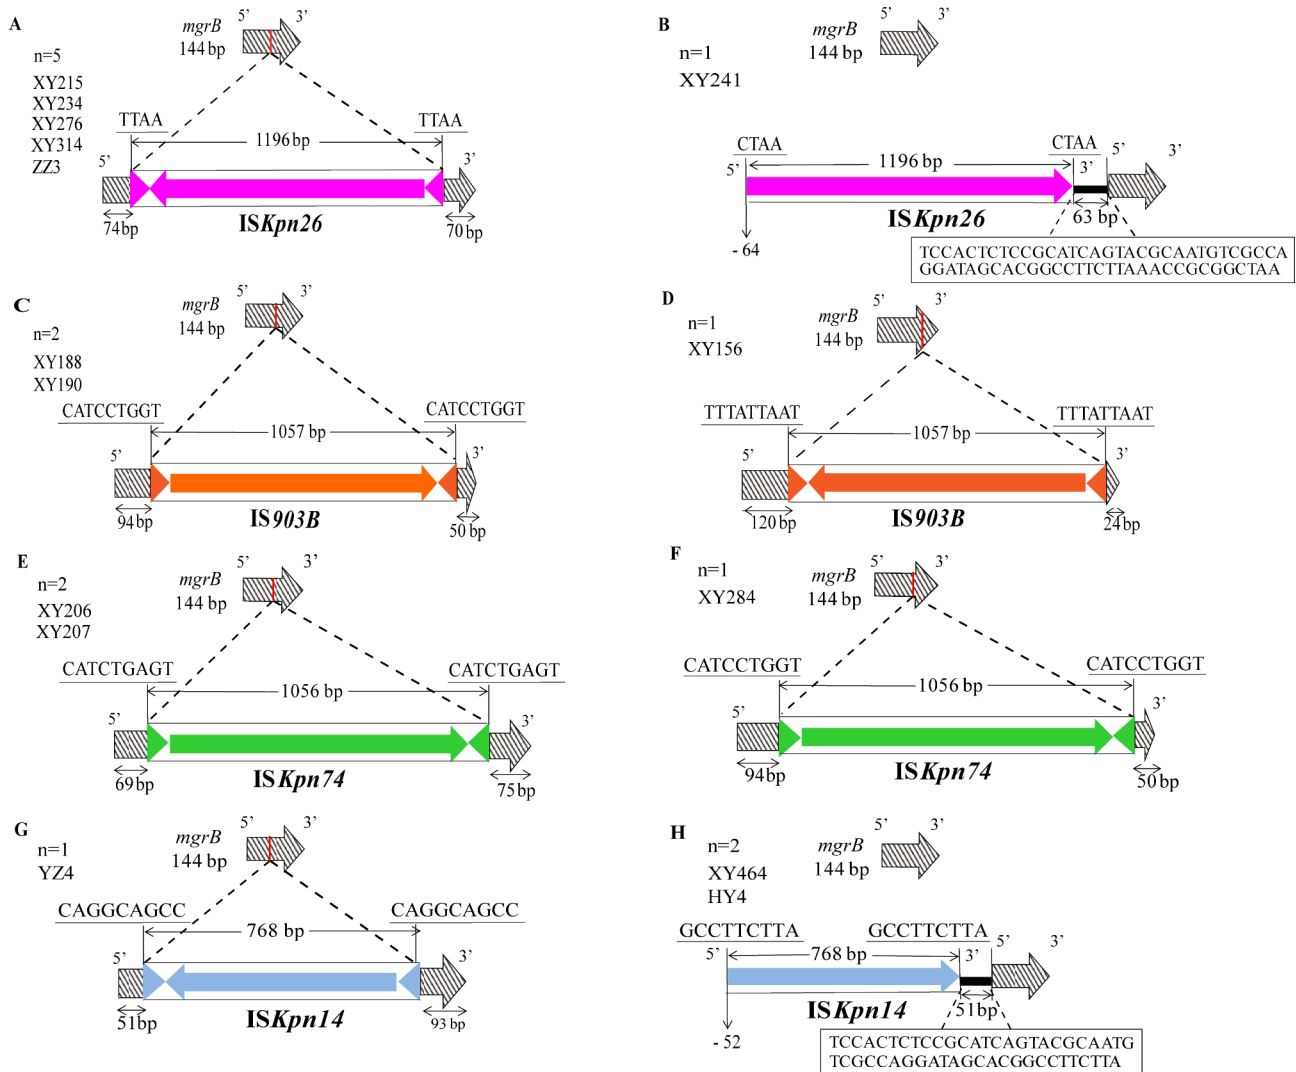 A
n=5
XY215
XY234
XY276
XY314
ZZ3
mgrB
144 bp
5’
3’
TTAA
TTAA
1196 bp
5’
3’
74bp
ISKpn26
70 bp
B
n=1
XY241
mgrB
144 bp
5’
3’
CTAA
CTAA
1196 bp
5’
3’
5’
3’
ISKpn26
63 bp
- 64
TCCACTCTCCGCATCAGTACGCAATGTCGCCA
GGATAGCACGGCCTTCTTAAACCGCGGCTAA
C
n=2
XY188
XY190
mgrB
144 bp
5’
3’
CATCCTGGT
CATCCTGGT
1057 bp
5’
3’
94bp
IS903B
50 bp
D
n=1
XY156
mgrB
144 bp
5’
3’
TTTATTAAT
TTTATTAAT
1057 bp
5’
3’
120bp
IS903B
24bp
E
n=2
XY206
XY207
mgrB
144 bp
5’
3’
CATCTGAGT
CATCTGAGT
1056 bp
5’
3’
69bp
ISKpn74
75bp
F
n=1
XY284
mgrB
144 bp
5’
3’
CATCCTGGT
CATCCTGGT
1056 bp
5’
3’
94bp
ISKpn74
50bp
G
n=1
YZ4
mgrB
144 bp
5’
3’
CAGGCAGCC
CAGGCAGCC
768 bp
5’
3’
51bp
ISKpn14
93 bp
H
n=2
XY464
HY4
mgrB
144 bp
5’
3’
GCCTTCTTA
GCCTTCTTA
768 bp
5’
3’
5’
3’
ISKpn14
51bp
- 52
TCCACTCTCCGCATCAGTACGCAATG
TCGCCAGGATAGCACGGCCTTCTTA